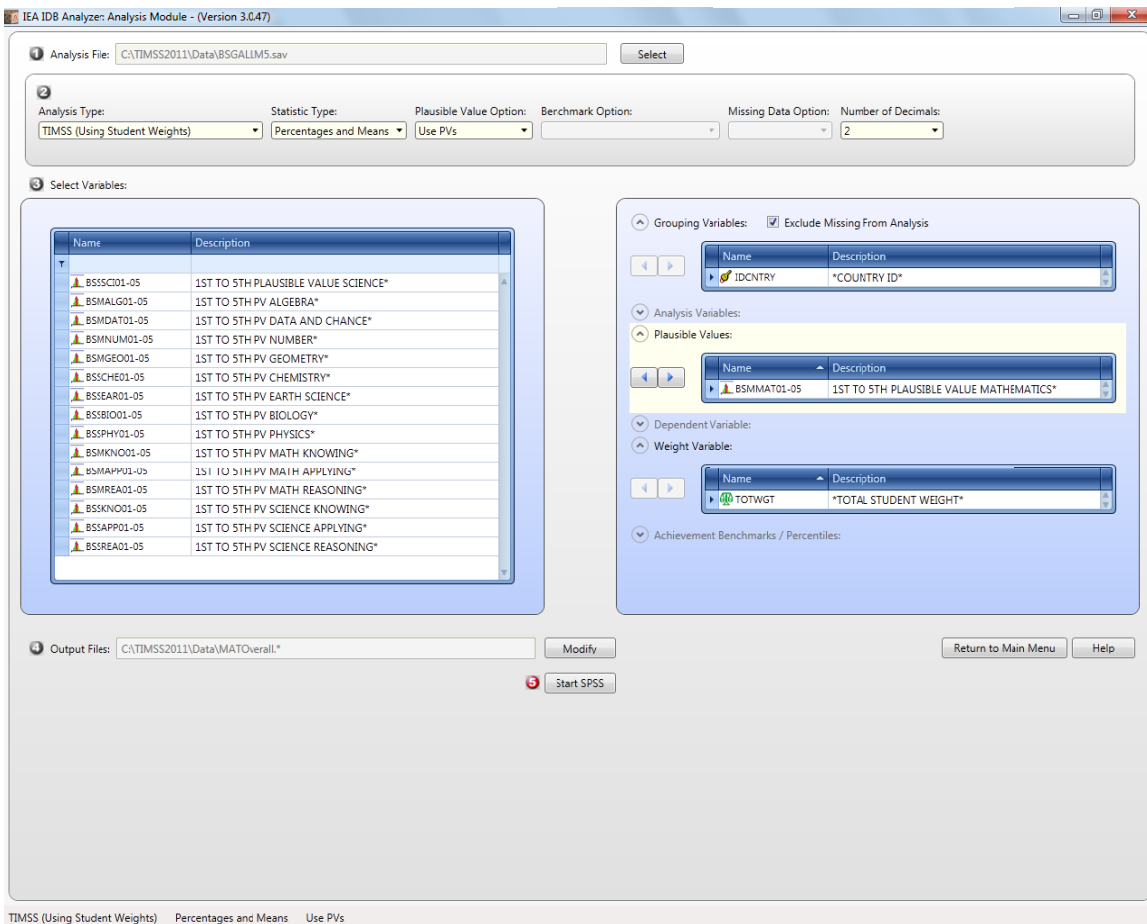 IEA IDB Analyzer: Analysis Module - (Version 3.0.47)
1 Analysis File: C:\TIMSS2011\Data\BSGALLM5.sav Select
2
Analysis Type: Statistic Type: Plausible Value Option: Benchmark Option: Missing Data Option: Number of Decimals:
TIMSS (Using Student Weights) Percentages and Means Use PVs 2
3 Select Variables:
Name Description
BSSSCI01-05 1ST TO 5TH PLAUSIBLE VALUE SCIENCE*
BSMALG01-05 1ST TO 5TH PV ALGEBRA*
BSMDAT01-05 1ST TO 5TH PV DATA AND CHANCE*
BSMNUM01-05 1ST TO 5TH PV NUMBER*
BSMGEO01-05 1ST TO 5TH PV GEOMETRY*
BSSCHE01-05 1ST TO 5TH PV CHEMISTRY*
BSSEAR01-05 1ST TO 5TH PV EARTH SCIENCE*
BSSBIO01-05 1ST TO 5TH PV BIOLOGY*
BSSPHY01-05 1ST TO 5TH PV PHYSICS*
BSMKNO01-05 1ST TO 5TH PV MATH KNOWING*
BSMAPP01-05 1ST TO 5TH PV MATH APPLYING*
BSMREA01-05 1ST TO 5TH PV MATH REASONING*
BSSKNO01-05 1ST TO 5TH PV SCIENCE KNOWING*
BSSAPP01-05 1ST TO 5TH PV SCIENCE APPLYING*
BSSREA01-05 1ST TO 5TH PV SCIENCE REASONING*
Grouping Variables: Exclude Missing From Analysis
Name Description
IDCNTRY *COUNTRY ID*
Analysis Variables:
Plausible Values:
Name Description
BSMMAT01-05 1ST TO 5TH PLAUSIBLE VALUE MATHEMATICS*
Dependent Variable:
Weight Variable:
Name Description
TOTWGT *TOTAL STUDENT WEIGHT*
Achievement Benchmarks / Percentiles:
4 Output Files: C:\TIMSS2011\Data\MATOverall.* Modify Return to Main Menu Help
5 Start SPSS
TIMSS (Using Student Weights) Percentages and Means Use PVs